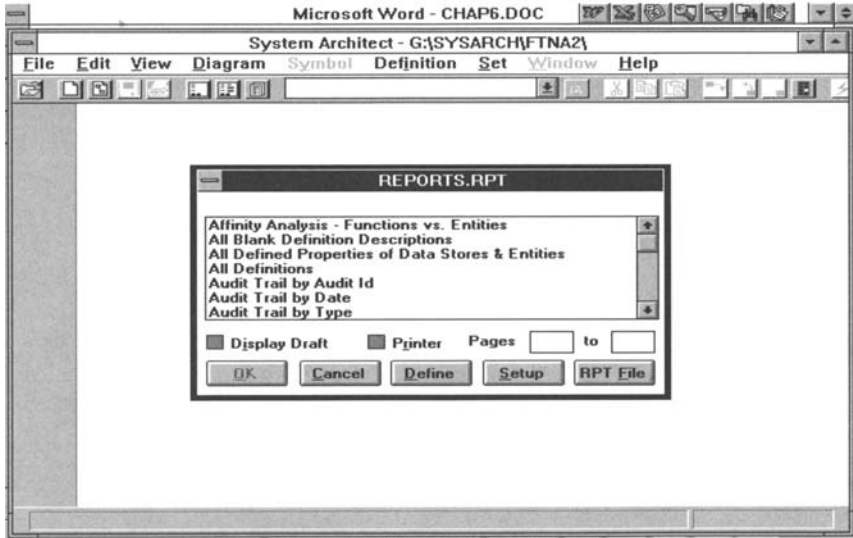 Microsoft Word - CHAP6.DOC
System Architect - G:\SYSARCH\FTNA2\
File Edit View Diagram Symbol Definition Set Window Help
REPORTS.RPT
Affinity Analysis - Functions vs. Entities
All Blank Definition Descriptions
All Defined Properties of Data Stores & Entities
All Definitions
Audit Trail by Audit Id
Audit Trail by Date
Audit Trail by Type
Display Draft Printer Pages to
OK Cancel Define Setup RPT File